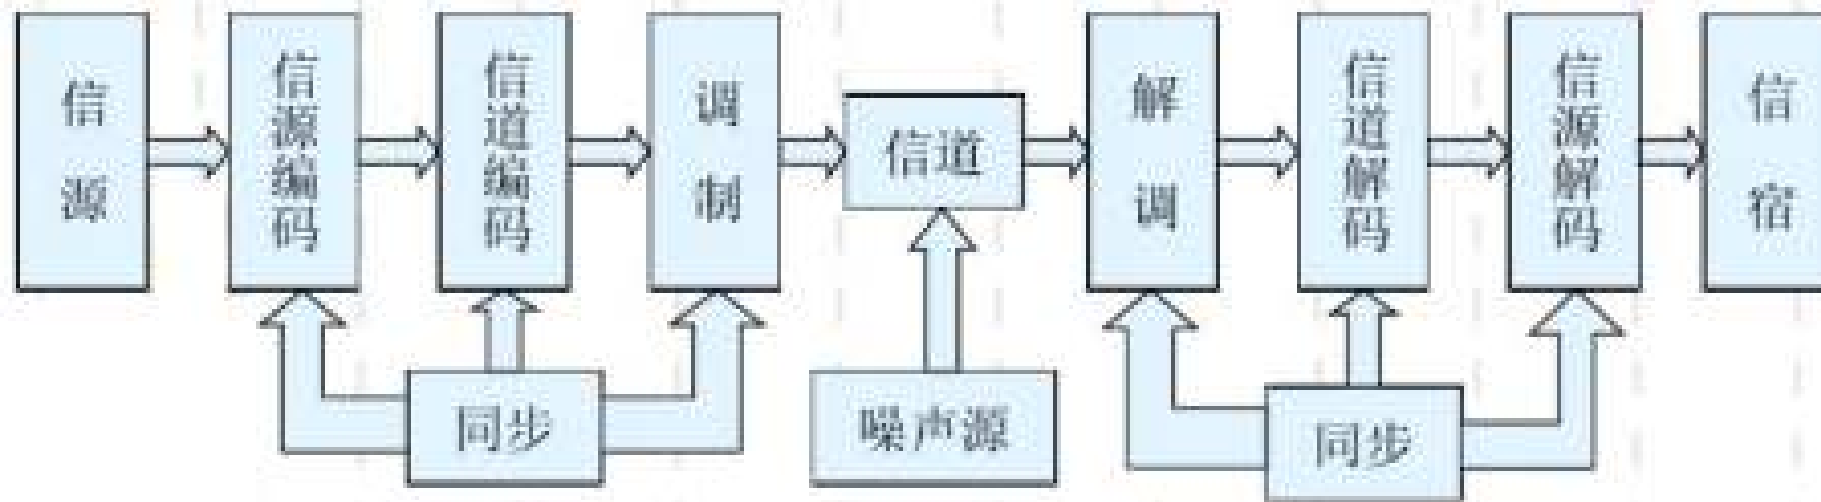 信源
信源编码
信道编码
调制
信道
解调
信道解码
信源解码
信宿
同步
噪声源
同步